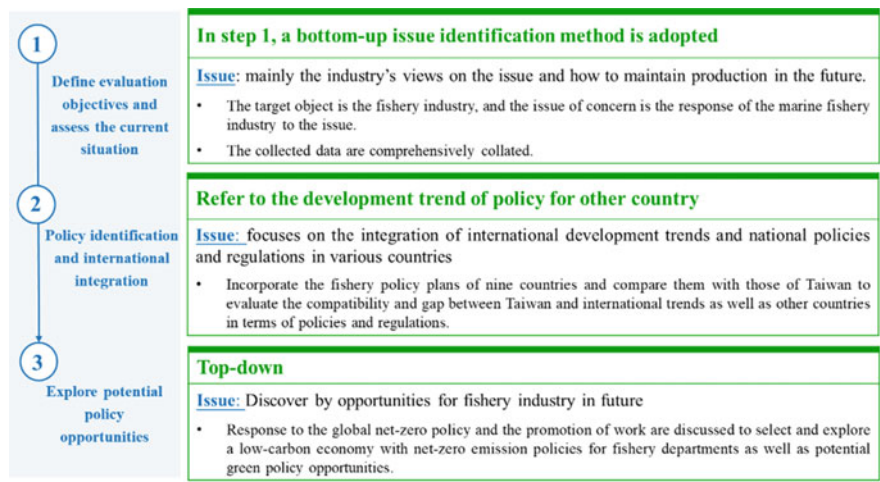 1
Define evaluation
objectives and
assess the current
situation
In step 1, a bottom-up issue identification method is adopted
Issue: mainly the industry's views on the issue and how to maintain production in the future.
• The target object is the fishery industry, and the issue of concern is the response of the marine fishery
industry to the issue.
• The collected data are comprehensively collated.
2
Policy identification
and international
integration
Refer to the development trend of policy for other country
Issue: focuses on the integration of international development trends and national policies
and regulations in various countries
• Incorporate the fishery policy plans of nine countries and compare them with those of Taiwan to
evaluate the compatibility and gap between Taiwan and international trends as well as other countries
in terms of policies and regulations.
3
Explore potential
policy
opportunities
Top-down
Issue: Discover by opportunities for fishery industry in future
• Response to the global net-zero policy and the promotion of work are discussed to select and explore
a low-carbon economy with net-zero emission policies for fishery departments as well as potential
green policy opportunities.